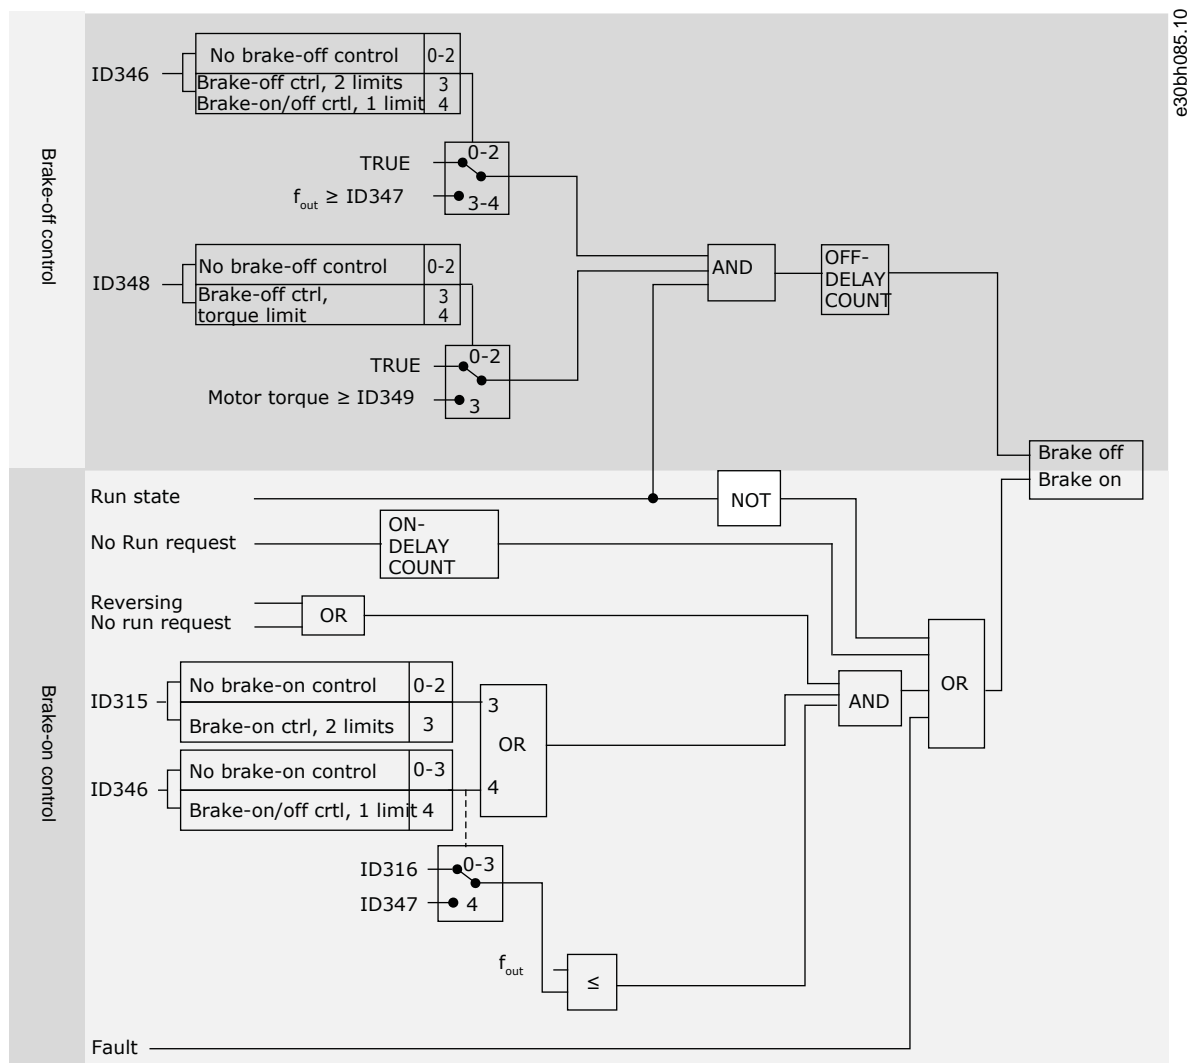 e30bh085.10
Brake-off control
ID346
No brake-off control 0-2
Brake-off ctrl, 2 limits 3
Brake-on/off crtl, 1 limit 4
TRUE
0-2
fout ≥ ID347
3-4
ID348
No brake-off control 0-2
Brake-off ctrl, 3
torque limit 4
TRUE
0-2
Motor torque ≥ ID349
3
AND
OFF-
DELAY
COUNT
Brake off
Brake on
Brake-on control
Run state
NOT
No Run request
ON-
DELAY
COUNT
Reversing
No run request
OR
ID315
No brake-on control 0-2
Brake-on ctrl, 2 limits 3
ID346
No brake-on control 0-3
Brake-on/off crtl, 1 limit 4
3
OR
4
AND
OR
ID316
0-3
ID347
4
fout
≤
Fault